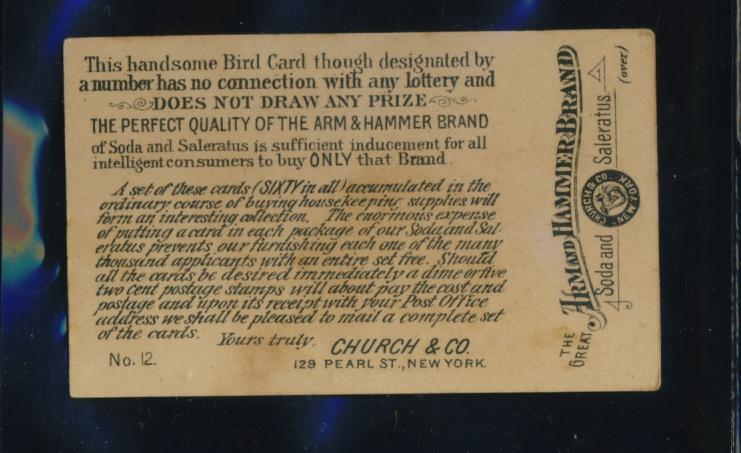 This handsome Bird Card though designated by
a number has no connection with any lottery and
DOES NOT DRAW ANY PRIZE
THE PERFECT QUALITY OF THE ARM & HAMMER BRAND
of Soda and Saleratus is sufficient inducement for all
intelligent consumers to buy ONLY that Brand.
A set of these cards (SIXTY in all) accumulated in the
ordinary course of buying housekeeping supplies will
form an interesting collection. The enormous expense
of putting a card in each package of our Soda and Sal-
eratus prevents our furnishing each one of the many
thousand applicants with an entire set free. Should
all the cards be desired immediately a dime or five
two cent postage stamps will about pay the cost and
postage and upon its receipt with your Post Office
address we shall be pleased to mail a complete set
of the cards. Yours truly,
CHURCH & CO.
No. 12. 129 PEARL ST., NEW YORK.
THE GREAT
ARM AND HAMMER BRAND
Soda and Saleratus
CHURCH & CO.
NEW YORK
(over)